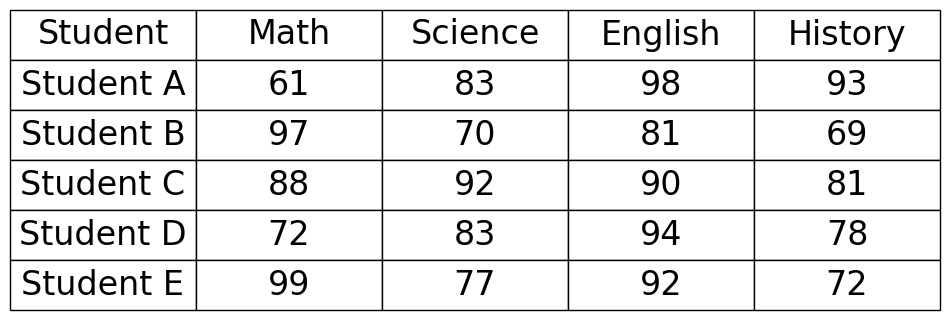 Student Math Science English History
Student A 61 83 98 93
Student B 97 70 81 69
Student C 88 92 90 81
Student D 72 83 94 78
Student E 99 77 92 72